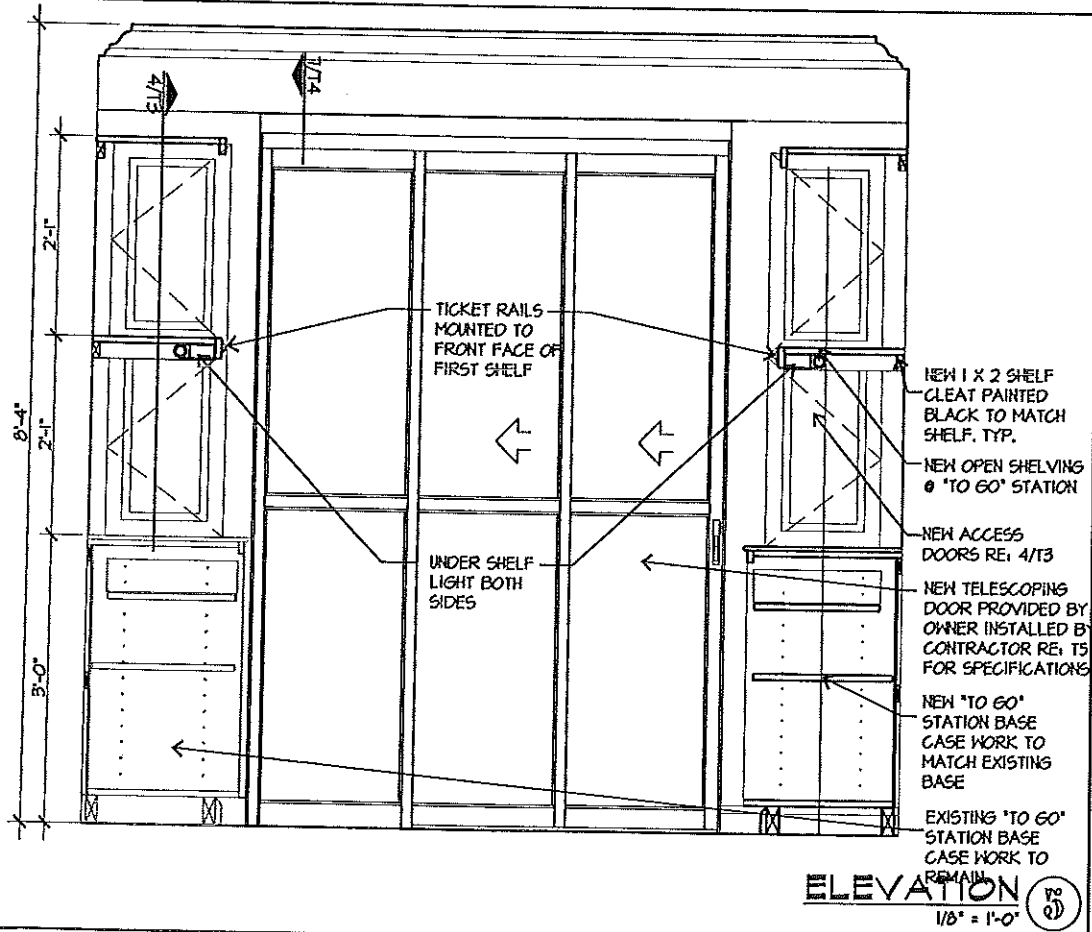 4/T3
7/T4
8'-4"
2'-1"
2'-1"
3'-0"
TICKET RAILS
MOUNTED TO
FRONT FACE OF
FIRST SHELF
UNDER SHELF
LIGHT BOTH
SIDES
NEW 1 X 2 SHELF
CLEAT PAINTED
BLACK TO MATCH
SHELF. TYP.
NEW OPEN SHELVING
@ "TO GO" STATION
NEW ACCESS
DOORS RE: 4/T3
NEW TELESCOPING
DOOR PROVIDED BY
OWNER INSTALLED B
CONTRACTOR RE: T5
FOR SPECIFICATIONS
NEW "TO GO"
STATION BASE
CASE WORK TO
MATCH EXISTING
BASE
EXISTING "TO GO"
STATION BASE
CASE WORK TO
REMAIN
ELEVATION
1/8" = 1'-0"